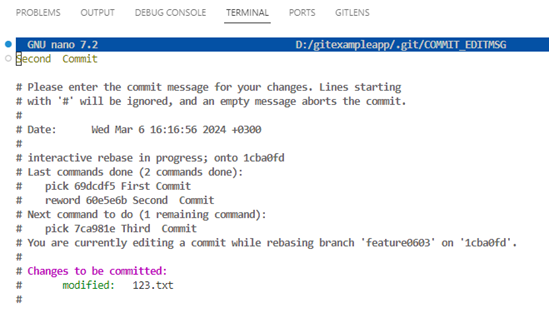 PROBLEMS OUTPUT DEBUG CONSOLE TERMINAL PORTS GITLENS
GNU nano 7.2 D:/gitexampleapp/.git/COMMIT_EDITMSG
Second  Commit
# Please enter the commit message for your changes. Lines starting
# with '#' will be ignored, and an empty message aborts the commit.
#
# Date:      Wed Mar 6 16:16:56 2024 +0300
#
# interactive rebase in progress; onto 1cba0fd
# Last commands done (2 commands done):
#    pick 69dcdf5 First Commit
#    reword 60e5e6b Second  Commit
# Next command to do (1 remaining command):
#    pick 7ca981e Third  Commit
# You are currently editing a commit while rebasing branch 'feature0603' on '1cba0fd'.
#
# Changes to be committed:
#       modified:   123.txt
#